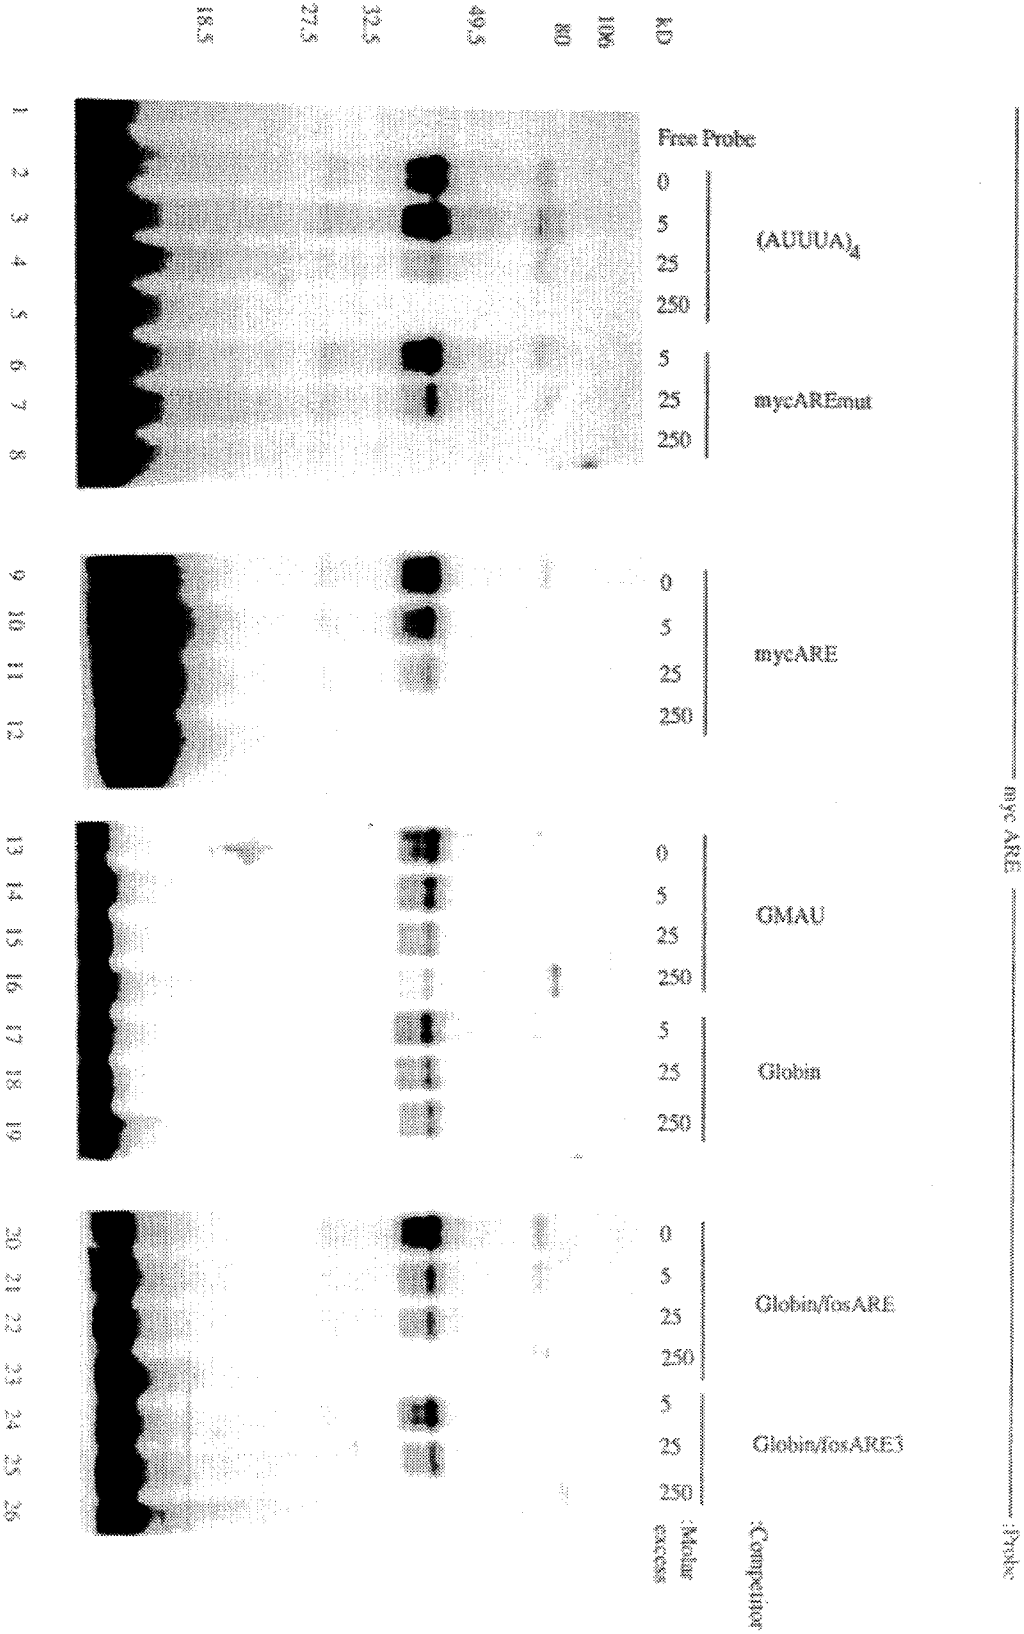 myc ARE :Probe
(AUUUA)4 mycAREmut mycARE GMAU Globin Globin/fosARE Globin/fosARE3 :Competitor
Free Probe 0 5 25 250 5 25 250 0 5 25 250 0 5 25 250 5 25 250 0 5 25 250 5 25 250 :Molar excess
kD
106
80
49.5
32.5
27.5
18.5
1 2 3 4 5 6 7 8 9 10 11 12 13 14 15 16 17 18 19 20 21 22 23 24 25 26